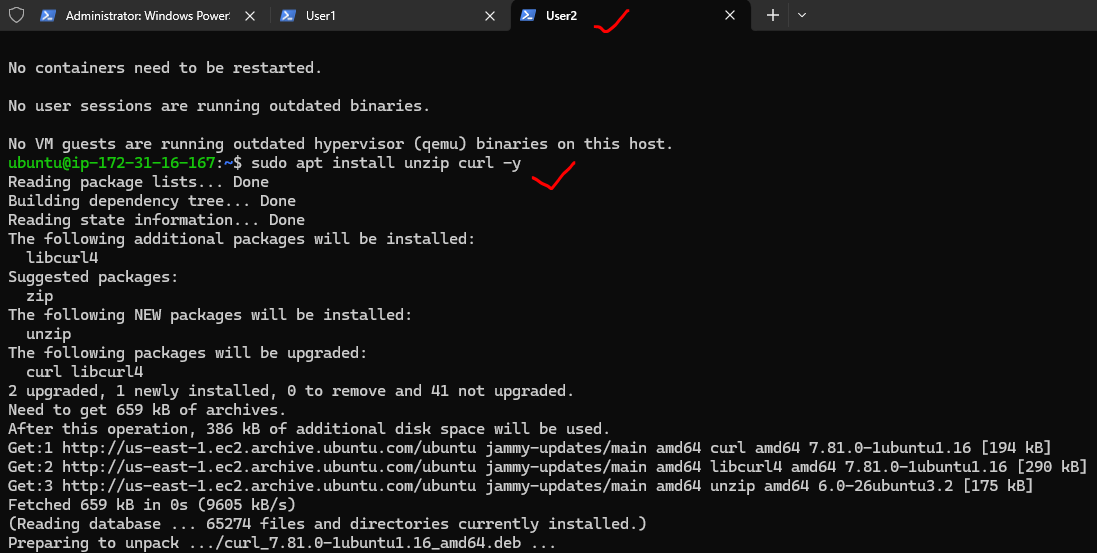 Administrator: Windows PowerS
User1
User2
No containers need to be restarted.
No user sessions are running outdated binaries.
No VM guests are running outdated hypervisor (qemu) binaries on this host.
ubuntu@ip-172-31-16-167:~$ sudo apt install unzip curl -y
Reading package lists... Done
Building dependency tree... Done
Reading state information... Done
The following additional packages will be installed:
  libcurl4
Suggested packages:
  zip
The following NEW packages will be installed:
  unzip
The following packages will be upgraded:
  curl libcurl4
2 upgraded, 1 newly installed, 0 to remove and 41 not upgraded.
Need to get 659 kB of archives.
After this operation, 386 kB of additional disk space will be used.
Get:1 http://us-east-1.ec2.archive.ubuntu.com/ubuntu jammy-updates/main amd64 curl amd64 7.81.0-1ubuntu1.16 [194 kB]
Get:2 http://us-east-1.ec2.archive.ubuntu.com/ubuntu jammy-updates/main amd64 libcurl4 amd64 7.81.0-1ubuntu1.16 [290 kB]
Get:3 http://us-east-1.ec2.archive.ubuntu.com/ubuntu jammy-updates/main amd64 unzip amd64 6.0-26ubuntu3.2 [175 kB]
Fetched 659 kB in 0s (9605 kB/s)
(Reading database ... 65274 files and directories currently installed.)
Preparing to unpack .../curl_7.81.0-1ubuntu1.16_amd64.deb ...